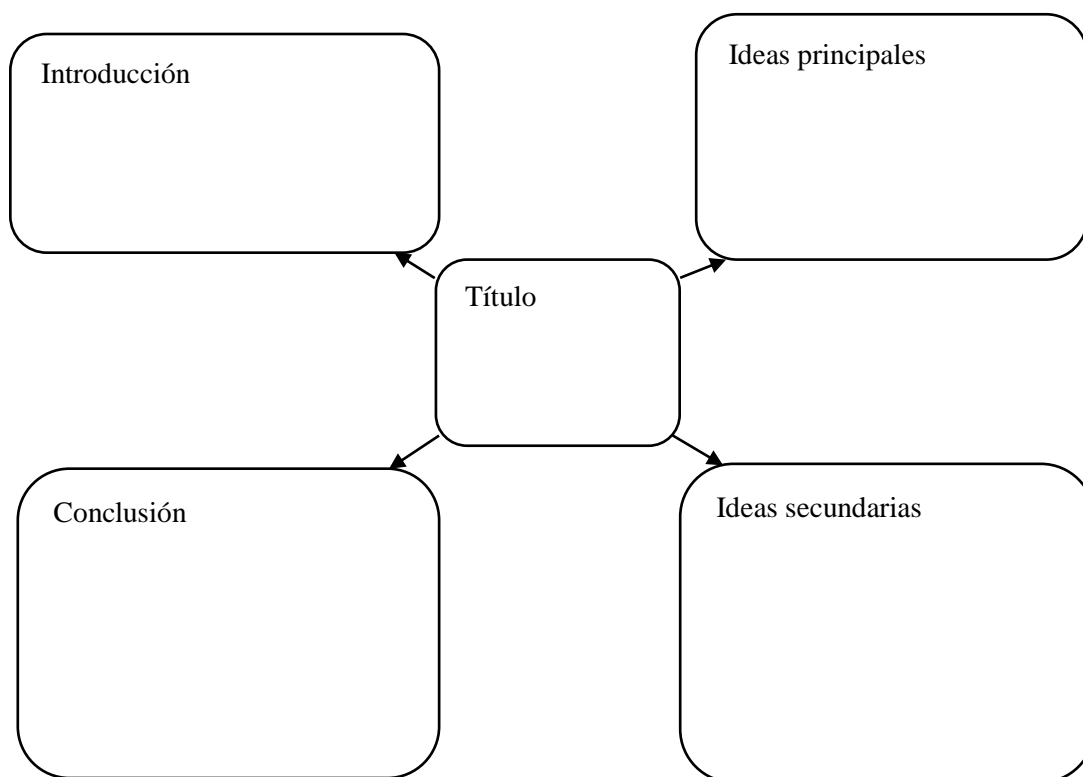 Introducción
Ideas principales
Título
Conclusión
Ideas secundarias